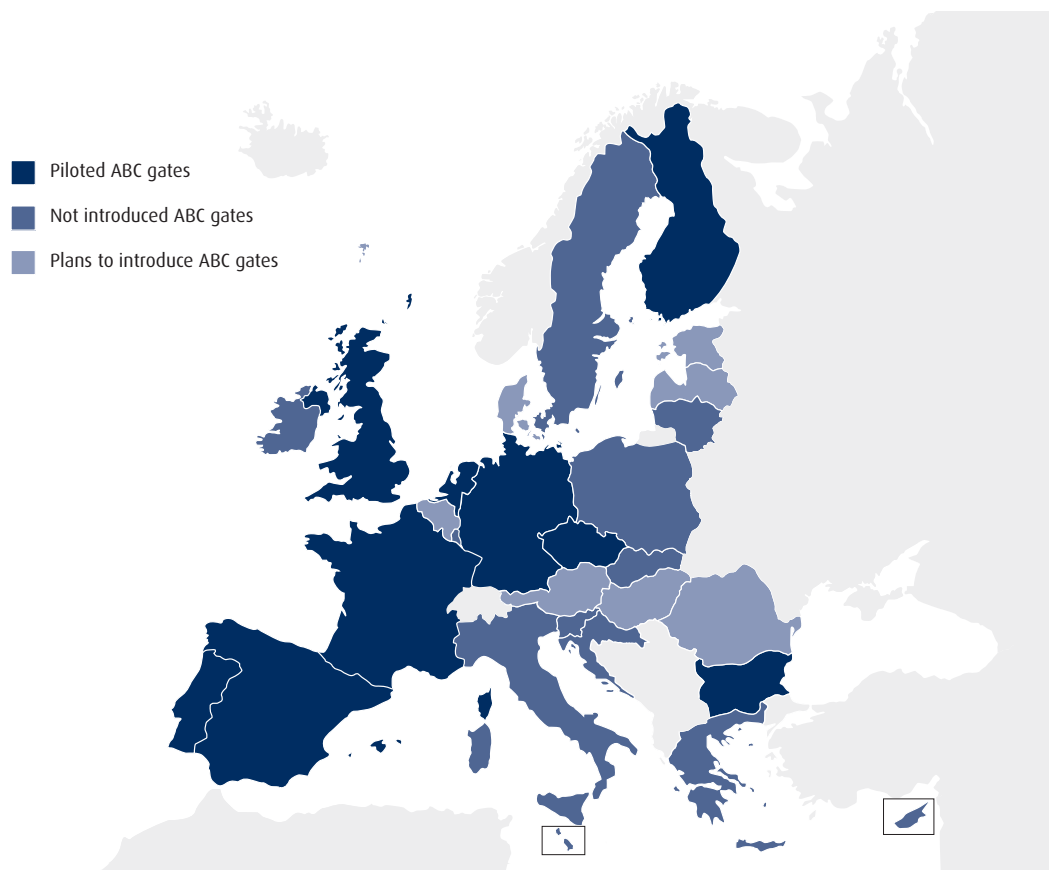 Piloted ABC gates
Not introduced ABC gates
Plans to introduce ABC gates